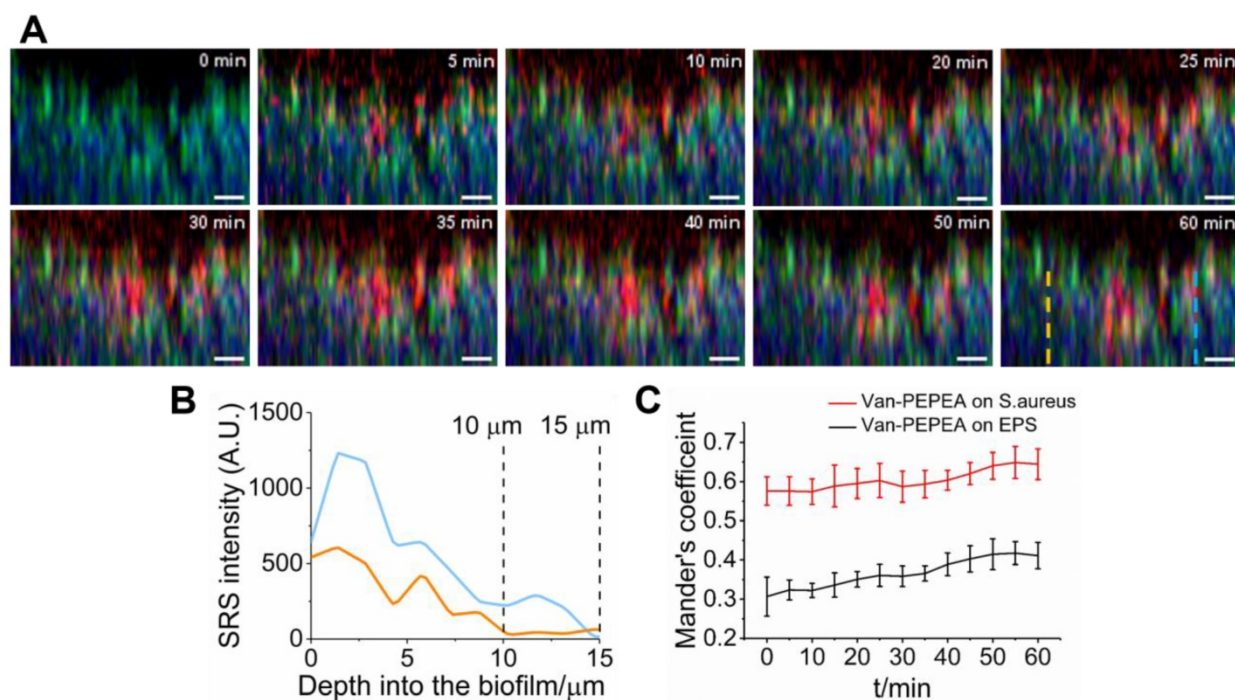 A
0 min
5 min
10 min
20 min
25 min
30 min
35 min
40 min
50 min
60 min
B
SRS intensity (A.U.)
1500
1000
500
0
10 μm
15 μm
0
5
10
15
Depth into the biofilm/μm
C
Van-PEPEA on S.aureus
Van-PEPEA on EPS
Mander's coefficeint
0.7
0.6
0.5
0.4
0.3
0.2
0
10
20
30
40
50
60
t/min